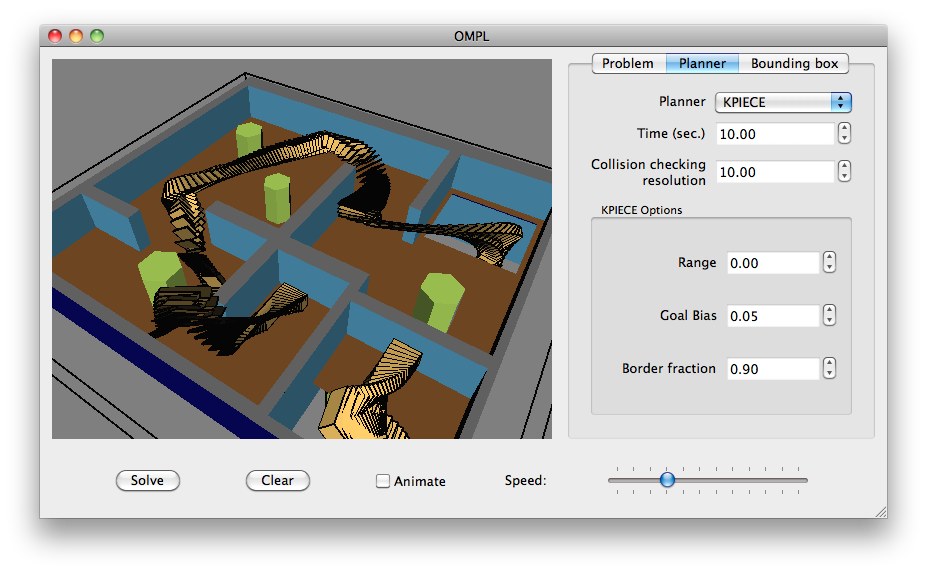 OMPL
Problem Planner Bounding box
Planner KPIECE
Time (sec.) 10.00
Collision checking
resolution 10.00
KPIECE Options
Range 0.00
Goal Bias 0.05
Border fraction 0.90
Solve Clear Animate Speed: